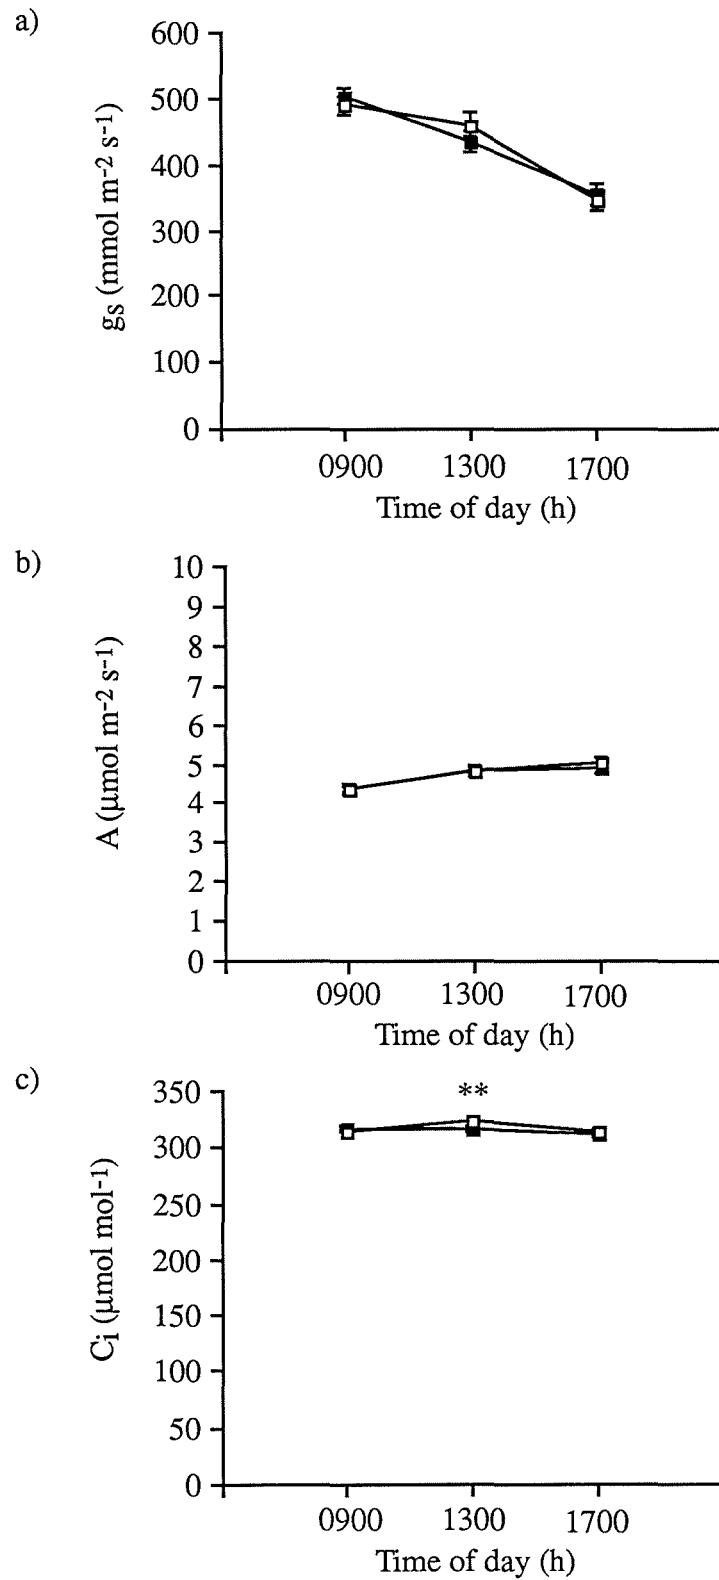 a)
600
500
400
300
200
100
0
gs (mmol m-2 s-1)
0900 1300 1700
Time of day (h)
b)
10
9
8
7
6
5
4
3
2
1
0
A (μmol m-2 s-1)
0900 1300 1700
Time of day (h)
c)
**
350
300
250
200
150
100
50
0
Ci (μmol mol-1)
0900 1300 1700
Time of day (h)